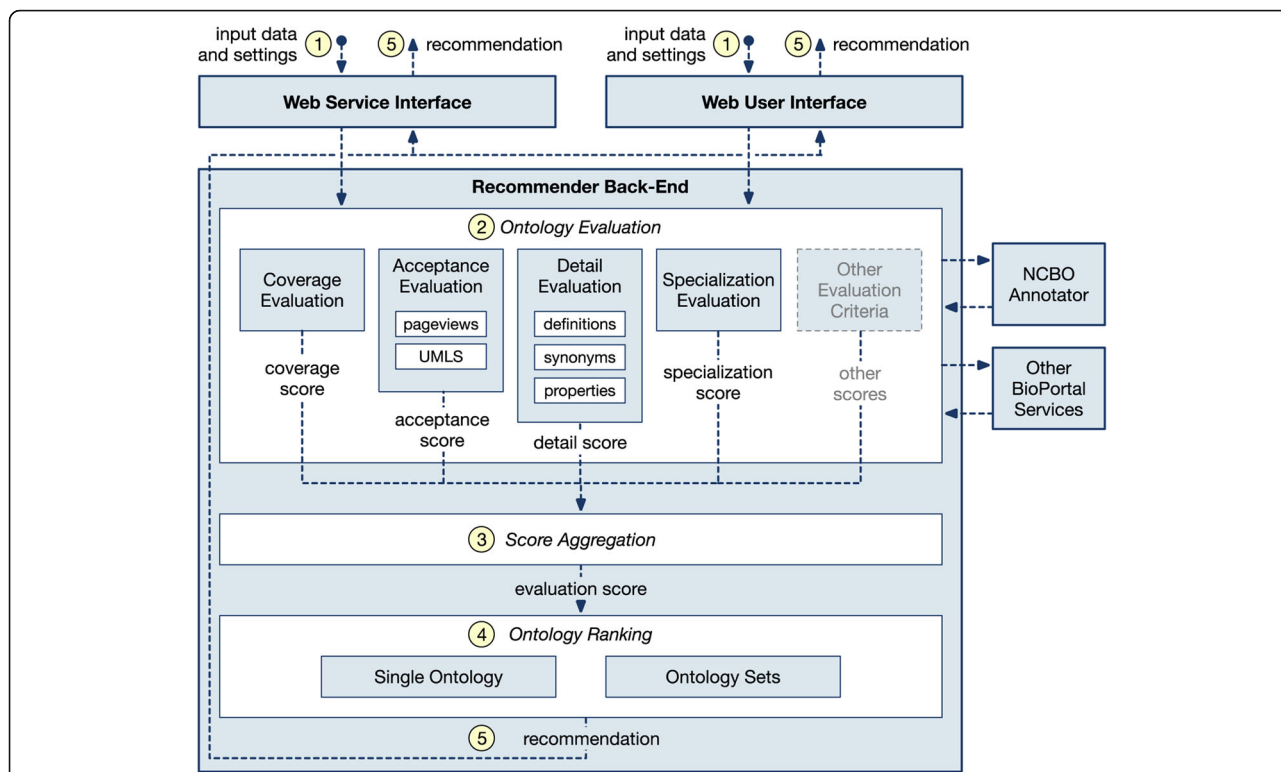 input data
and settings
1
5
recommendation
input data
and settings
1
5
recommendation
Web Service Interface
Web User Interface
Recommender Back-End
2 Ontology Evaluation
Coverage
Evaluation
Acceptance
Evaluation
pageviews
UMLS
Detail
Evaluation
definitions
synonyms
properties
Specialization
Evaluation
Other
Evaluation
Criteria
NCBO
Annotator
Other
BioPortal
Services
coverage
score
acceptance
score
detail score
specialization
score
other
scores
3 Score Aggregation
evaluation score
4 Ontology Ranking
Single Ontology
Ontology Sets
5 recommendation